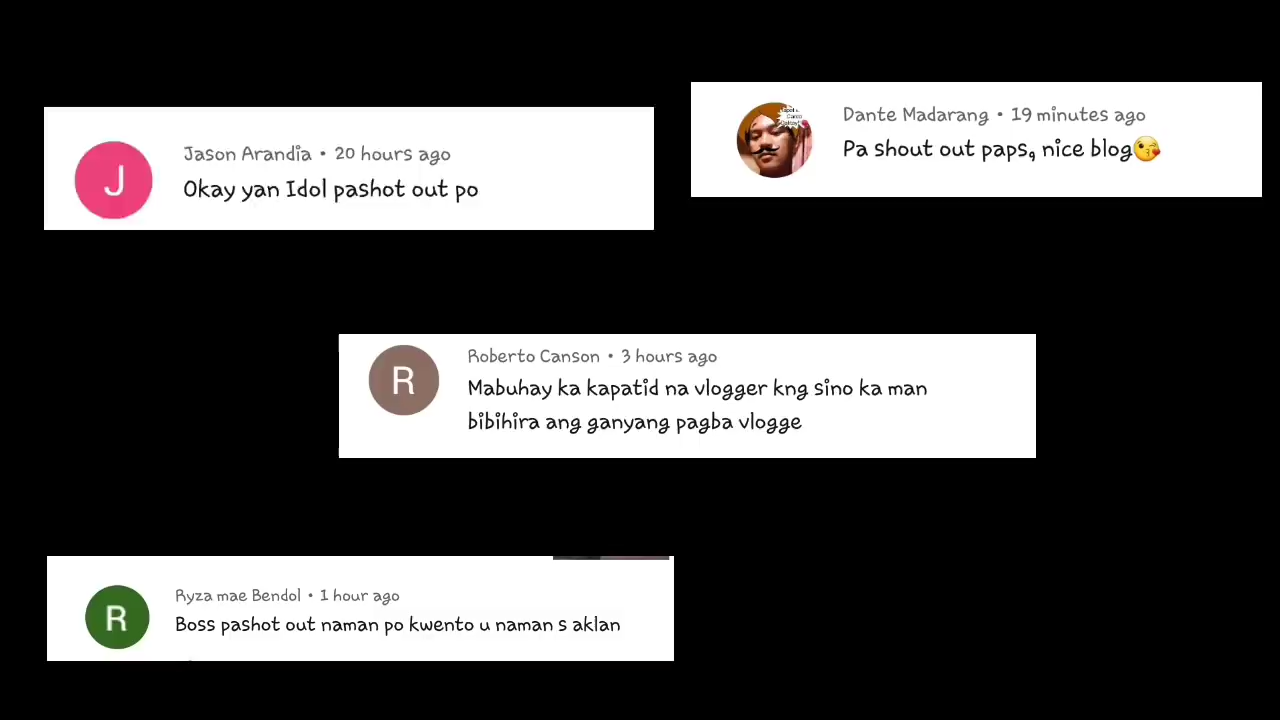 Jason Arandia • 20 hours ago
Okay yan Idol pashot out po
Dante Madarang • 19 minutes ago
Pa shout out paps, nice blog😘
J
R
Roberto Canson • 3 hours ago
Mabuhay ka kapatid na vlogger kng sino ka man
bibihira ang ganyang pagba vlogge
R
Ryza mae Bendol • 1 hour ago
Boss pashot out naman po kwento u naman s aklan